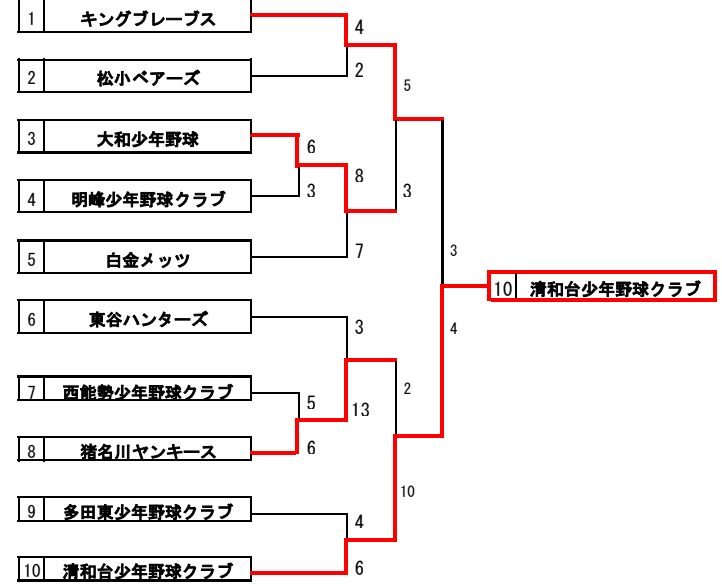 1 キングブレーブス
4
2 松小ベアーズ
2
5
3 大和少年野球
6
8
4 明峰少年野球クラブ
3
3
5 白金メッツ
7
3
10 清和台少年野球クラブ
6 東谷ハンターズ
3
4
7 西能勢少年野球クラブ
5
2
13
8 猪名川ヤンキース
6
10
9 多田東少年野球クラブ
4
10 清和台少年野球クラブ
6